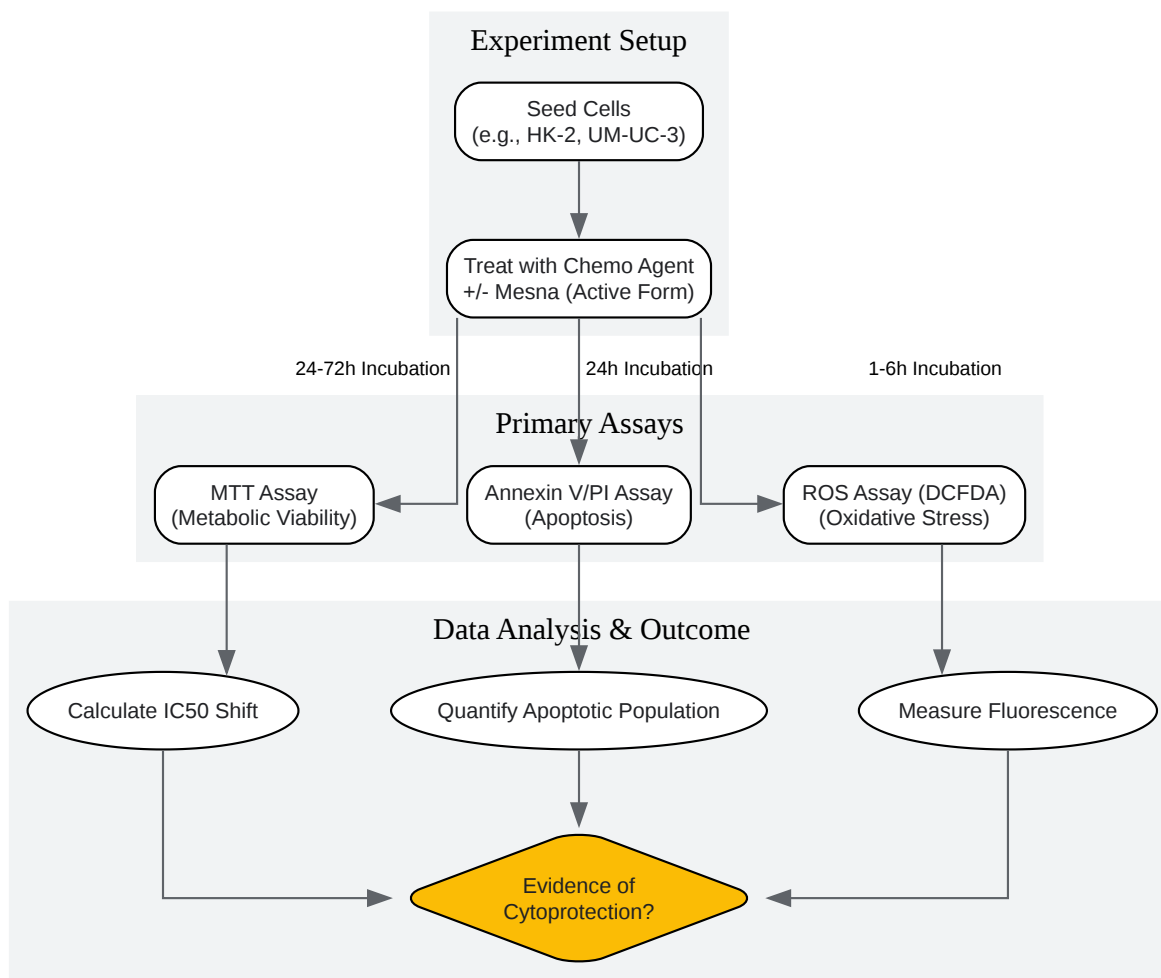 Experiment Setup
Seed Cells
(e.g., HK-2, UM-UC-3)
Treat with Chemo Agent
+/- Mesna (Active Form)
24-72h Incubation
24h Incubation
1-6h Incubation
Primary Assays
MTT Assay
(Metabolic Viability)
Annexin V/PI Assay
(Apoptosis)
ROS Assay (DCFDA)
(Oxidative Stress)
Data Analysis & Outcome
Calculate IC50 Shift
Quantify Apoptotic Population
Measure Fluorescence
Evidence of
Cytoprotection?